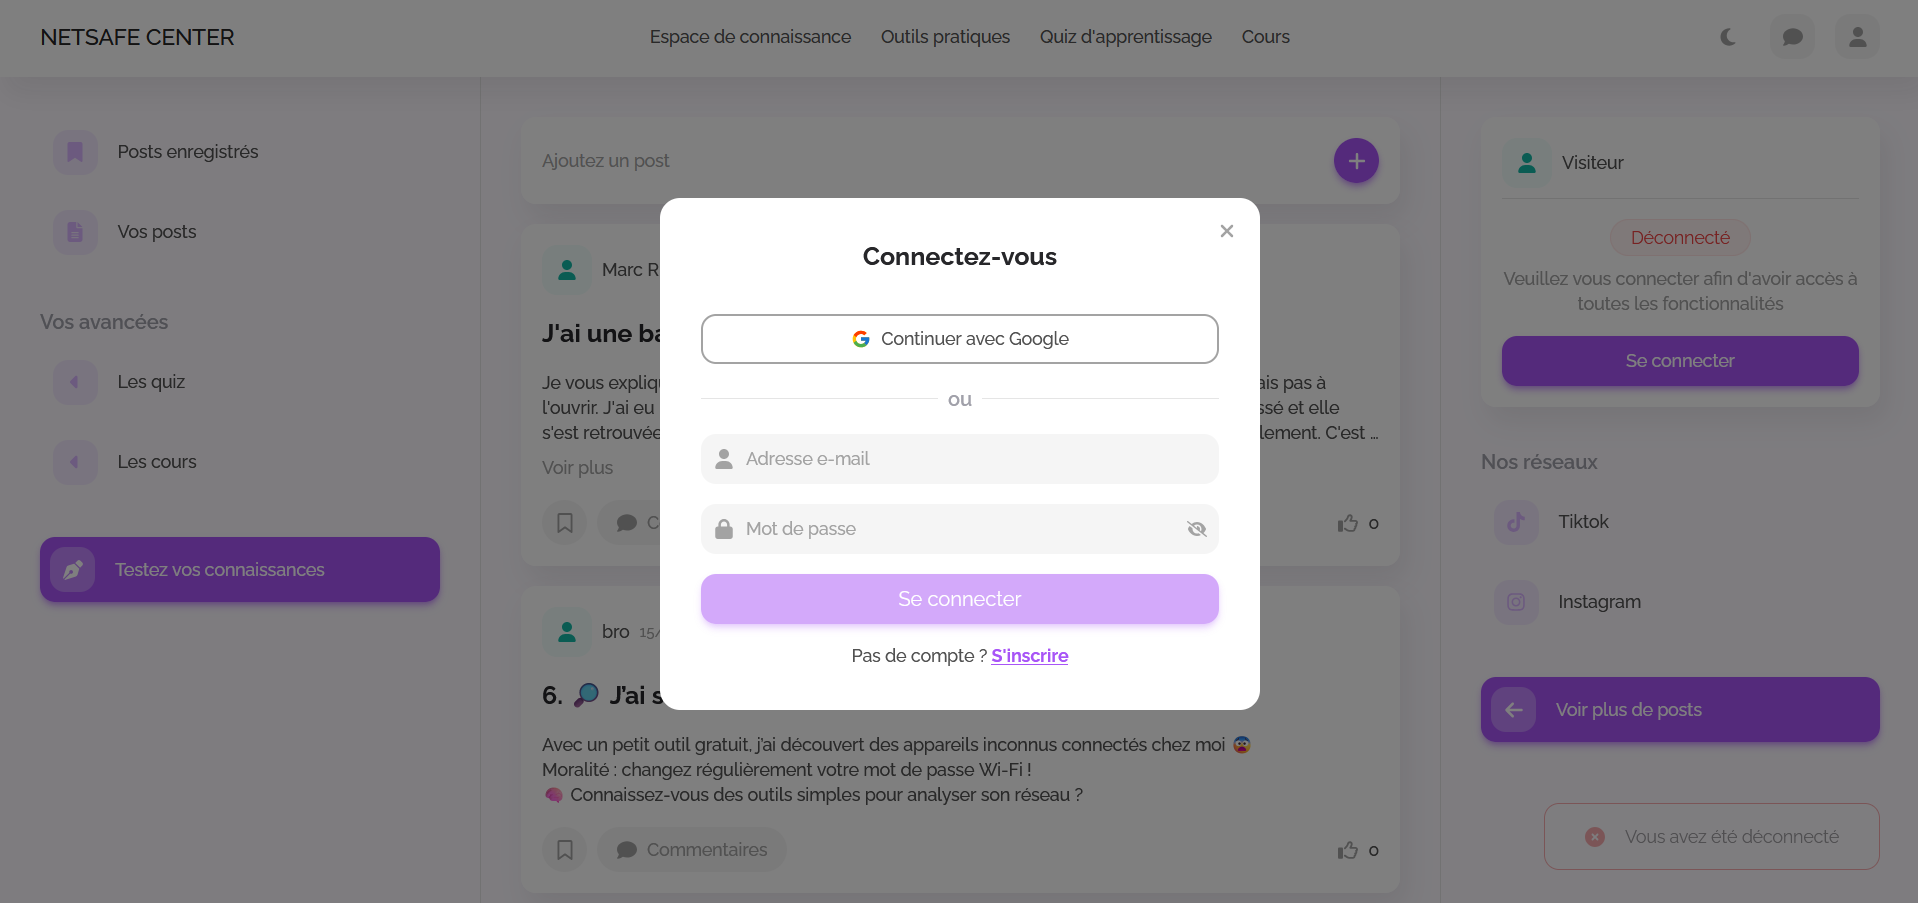 NETSAFE CENTER
Espace de connaissance
Outils pratiques
Quiz d'apprentissage
Cours
Posts enregistrés
Vos posts
Vos avancées
Les quiz
Les cours
Testez vos connaissances
Ajoutez un post
Marc R
J'ai une ba
Je vous expliqu
ais pas à
l'ouvrir. J'ai eu
ssé et elle
s'est retrouvée
lement. C'est ...
Voir plus
C
0
bro 15/
6. 🔎 J'ai s
Avec un petit outil gratuit, j'ai découvert des appareils inconnus connectés chez moi 😨
Moralité : changez régulièrement votre mot de passe Wi-Fi !
🧠 Connaissez-vous des outils simples pour analyser son réseau ?
Commentaires
0
Connectez-vous
Continuer avec Google
ou
Adresse e-mail
Mot de passe
Se connecter
Pas de compte ? S'inscrire
Visiteur
Déconnecté
Veuillez vous connecter afin d'avoir accès à
toutes les fonctionnalités
Se connecter
Nos réseaux
Tiktok
Instagram
Voir plus de posts
Vous avez été déconnecté